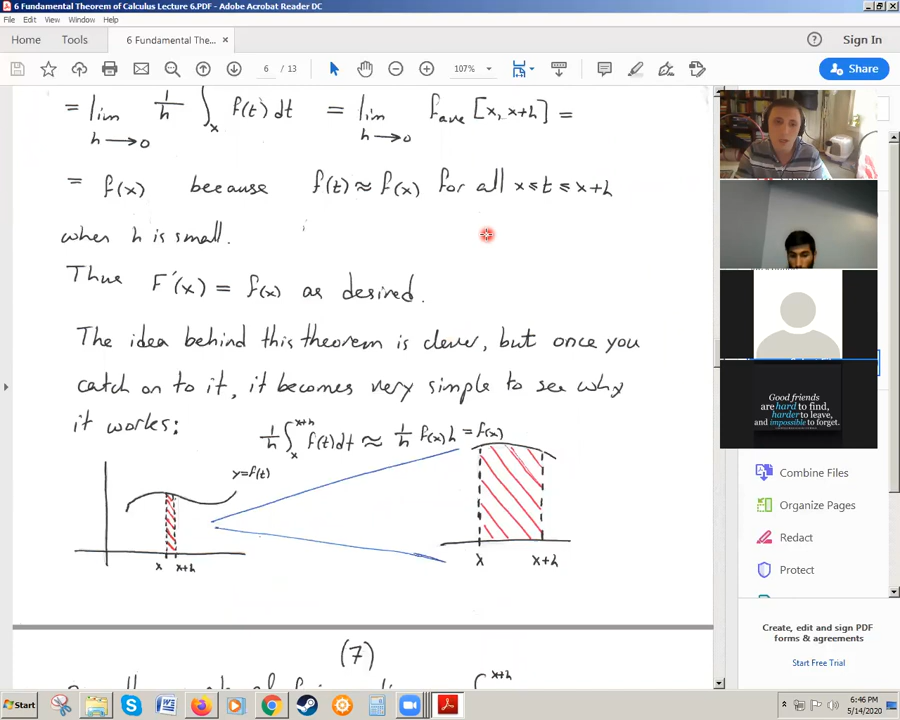 6 Fundamental Theorem of Calculus Lecture 6.PDF - Adobe Acrobat Reader DC
File Edit View Window Help
Home Tools 6 Fundamental The... × Sign In
6 / 13 107% Share
= lim h→0 1/h ∫x f(t)dt = lim h→0 fave [x, x+h] =
= f(x) because f(t) ≈ f(x) for all x ≤ t ≤ x+h
when h is small.
Thus F'(x) = f(x) as desired.
The idea behind this theorem is clever, but once you
catch on to it, it becomes very simple to see why
it works:
1/h ∫x x+h f(t)dt ≈ 1/h f(x)h = f(x)
y=f(t)
x x+h
x x+h
(7)
x+h
Good friends
are hard to find,
harder to leave,
and impossible to forget.
Combine Files
Organize Pages
Redact
Protect
Create, edit and sign PDF
forms & agreements
Start Free Trial
Start
6:46 PM
5/14/2020